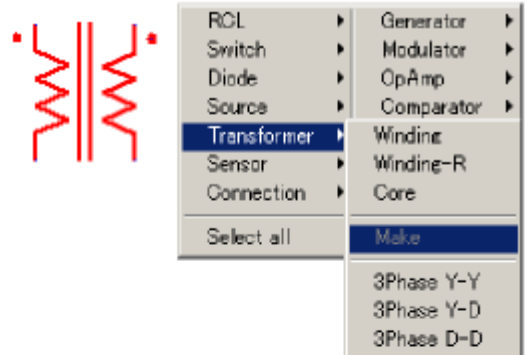 RCL
Switch
Diode
Source
Transformer
Sensor
Connection
Select all
Generator
Modulator
OpAmp
Comparator
Winding
Winding-R
Core
Make
3Phase Y-Y
3Phase Y-D
3Phase D-D